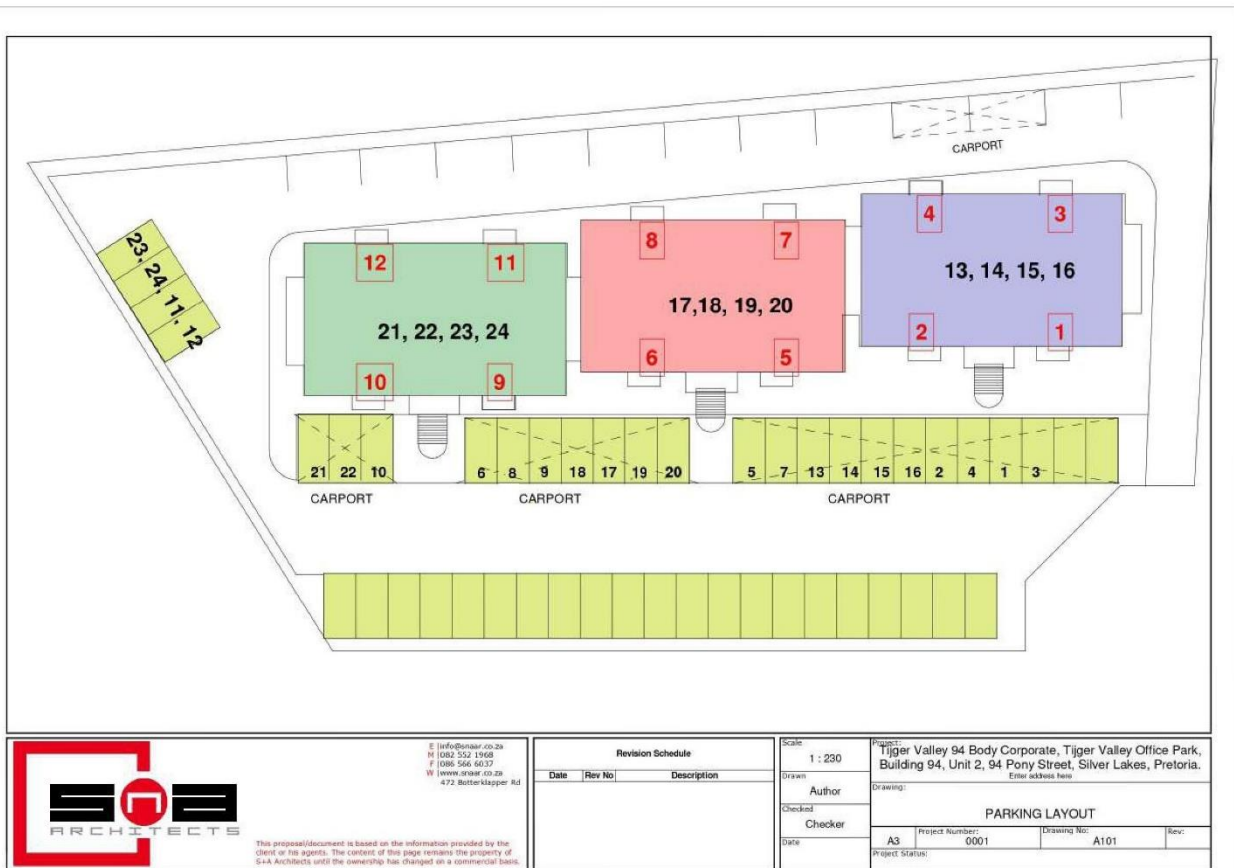 CARPORT
4
3
8
7
13, 14, 15, 16
12
11
23, 24, 11, 12
17,18, 19, 20
21, 22, 23, 24
2
1
6
5
10
9
21 22 10
6 8 9 18 17 19 20
5 7 13 14 15 16 2 4 1 3
CARPORT
CARPORT
CARPORT
SnA
ARCHITECTS
E |info@snaar.co.za
M |082 552 1968
F |086 566 6037
W |www.snaar.co.za
472 Botterklapper Rd
This proposal/document is based on the information provided by the
client or his agents. The content of this page remains the property of
S+A Architects until the ownership has changed on a commercial basis.
Revision Schedule
Date Rev No Description
Scale
1 : 230
Drawn
Author
Checked
Checker
Date
Project:
Tijger Valley 94 Body Corporate, Tijger Valley Office Park,
Building 94, Unit 2, 94 Pony Street, Silver Lakes, Pretoria.
Enter address here
Drawing:
PARKING LAYOUT
A3
Project Number:
0001
Drawing No:
A101
Rev:
Project Status: